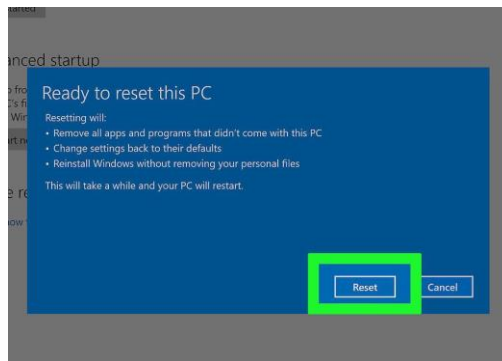 anced startup
Ready to reset this PC
Resetting will:
• Remove all apps and programs that didn't come with this PC
• Change settings back to their defaults
• Reinstall Windows without removing your personal files
This will take a while and your PC will restart.
Reset
Cancel